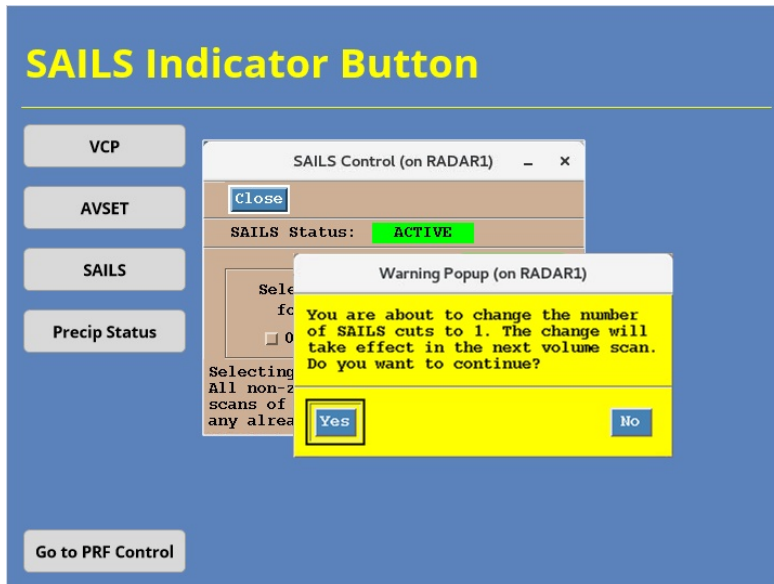 SAILS Indicator Button
VCP
AVSET
SAILS
Precip Status
Go to PRF Control
SAILS Control (on RADAR1)
Close
SAILS Status: ACTIVE
Selecting
All non-z
scans of
any alrea
Warning Popup (on RADAR1)
You are about to change the number
of SAILS cuts to 1. The change will
take effect in the next volume scan.
Do you want to continue?
Yes No